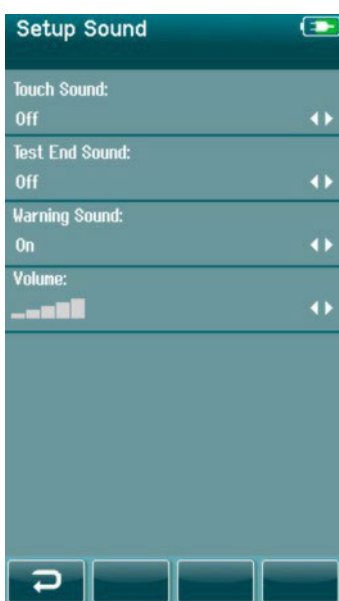 Setup Sound
Touch Sound:
Off
Test End Sound:
Off
Warning Sound:
On
Volume: